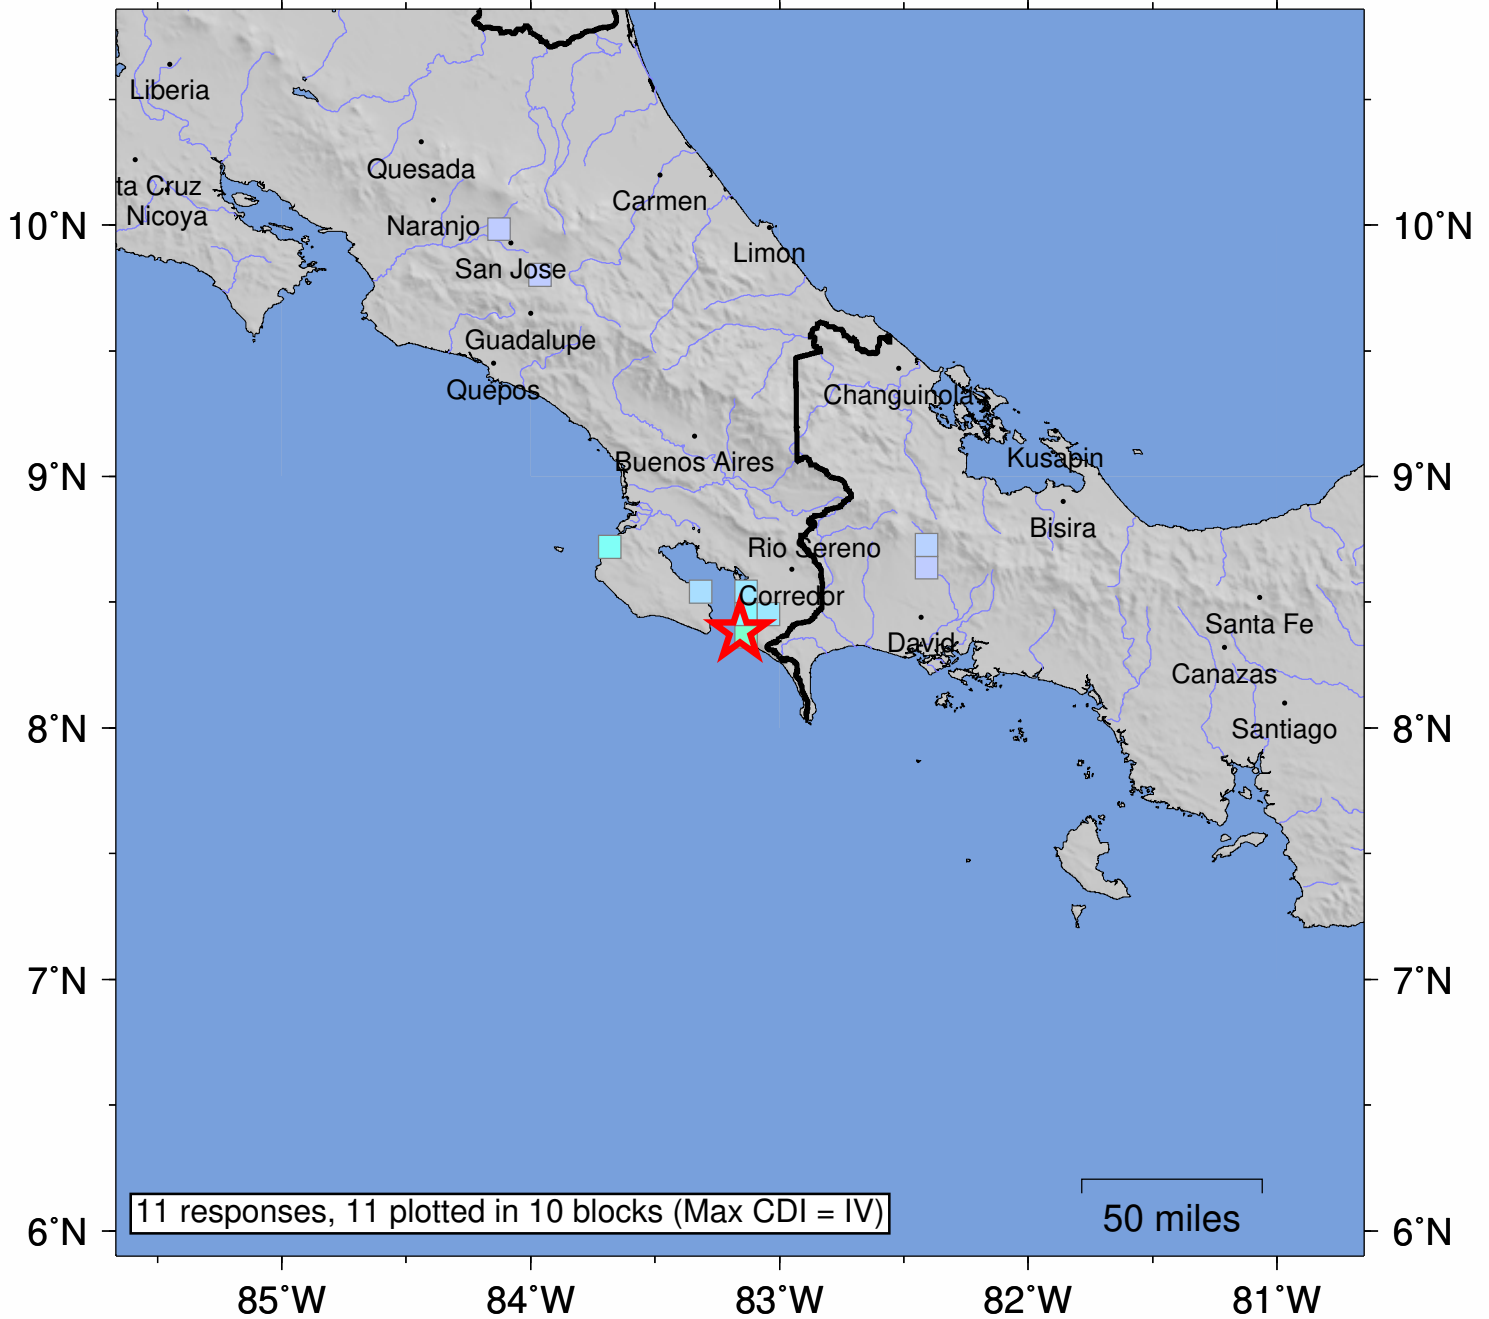 Liberia
Quesada
ta Cruz
Carmen
Nicoya
Naranjo
10°N
10°N
Limon
San Jose
Guadalupe
Quepos
Changuinola
Buenos Aires
Kusapin
9°N
9°N
Bisira
Rio Sereno
Corredor
Santa Fe
David
Canazas
8°N
Santiago
8°N
7°N
7°N
11 responses, 11 plotted in 10 blocks (Max CDI = IV)
50 miles
6°N
6°N
85°W
84°W
83°W
82°W
81°W